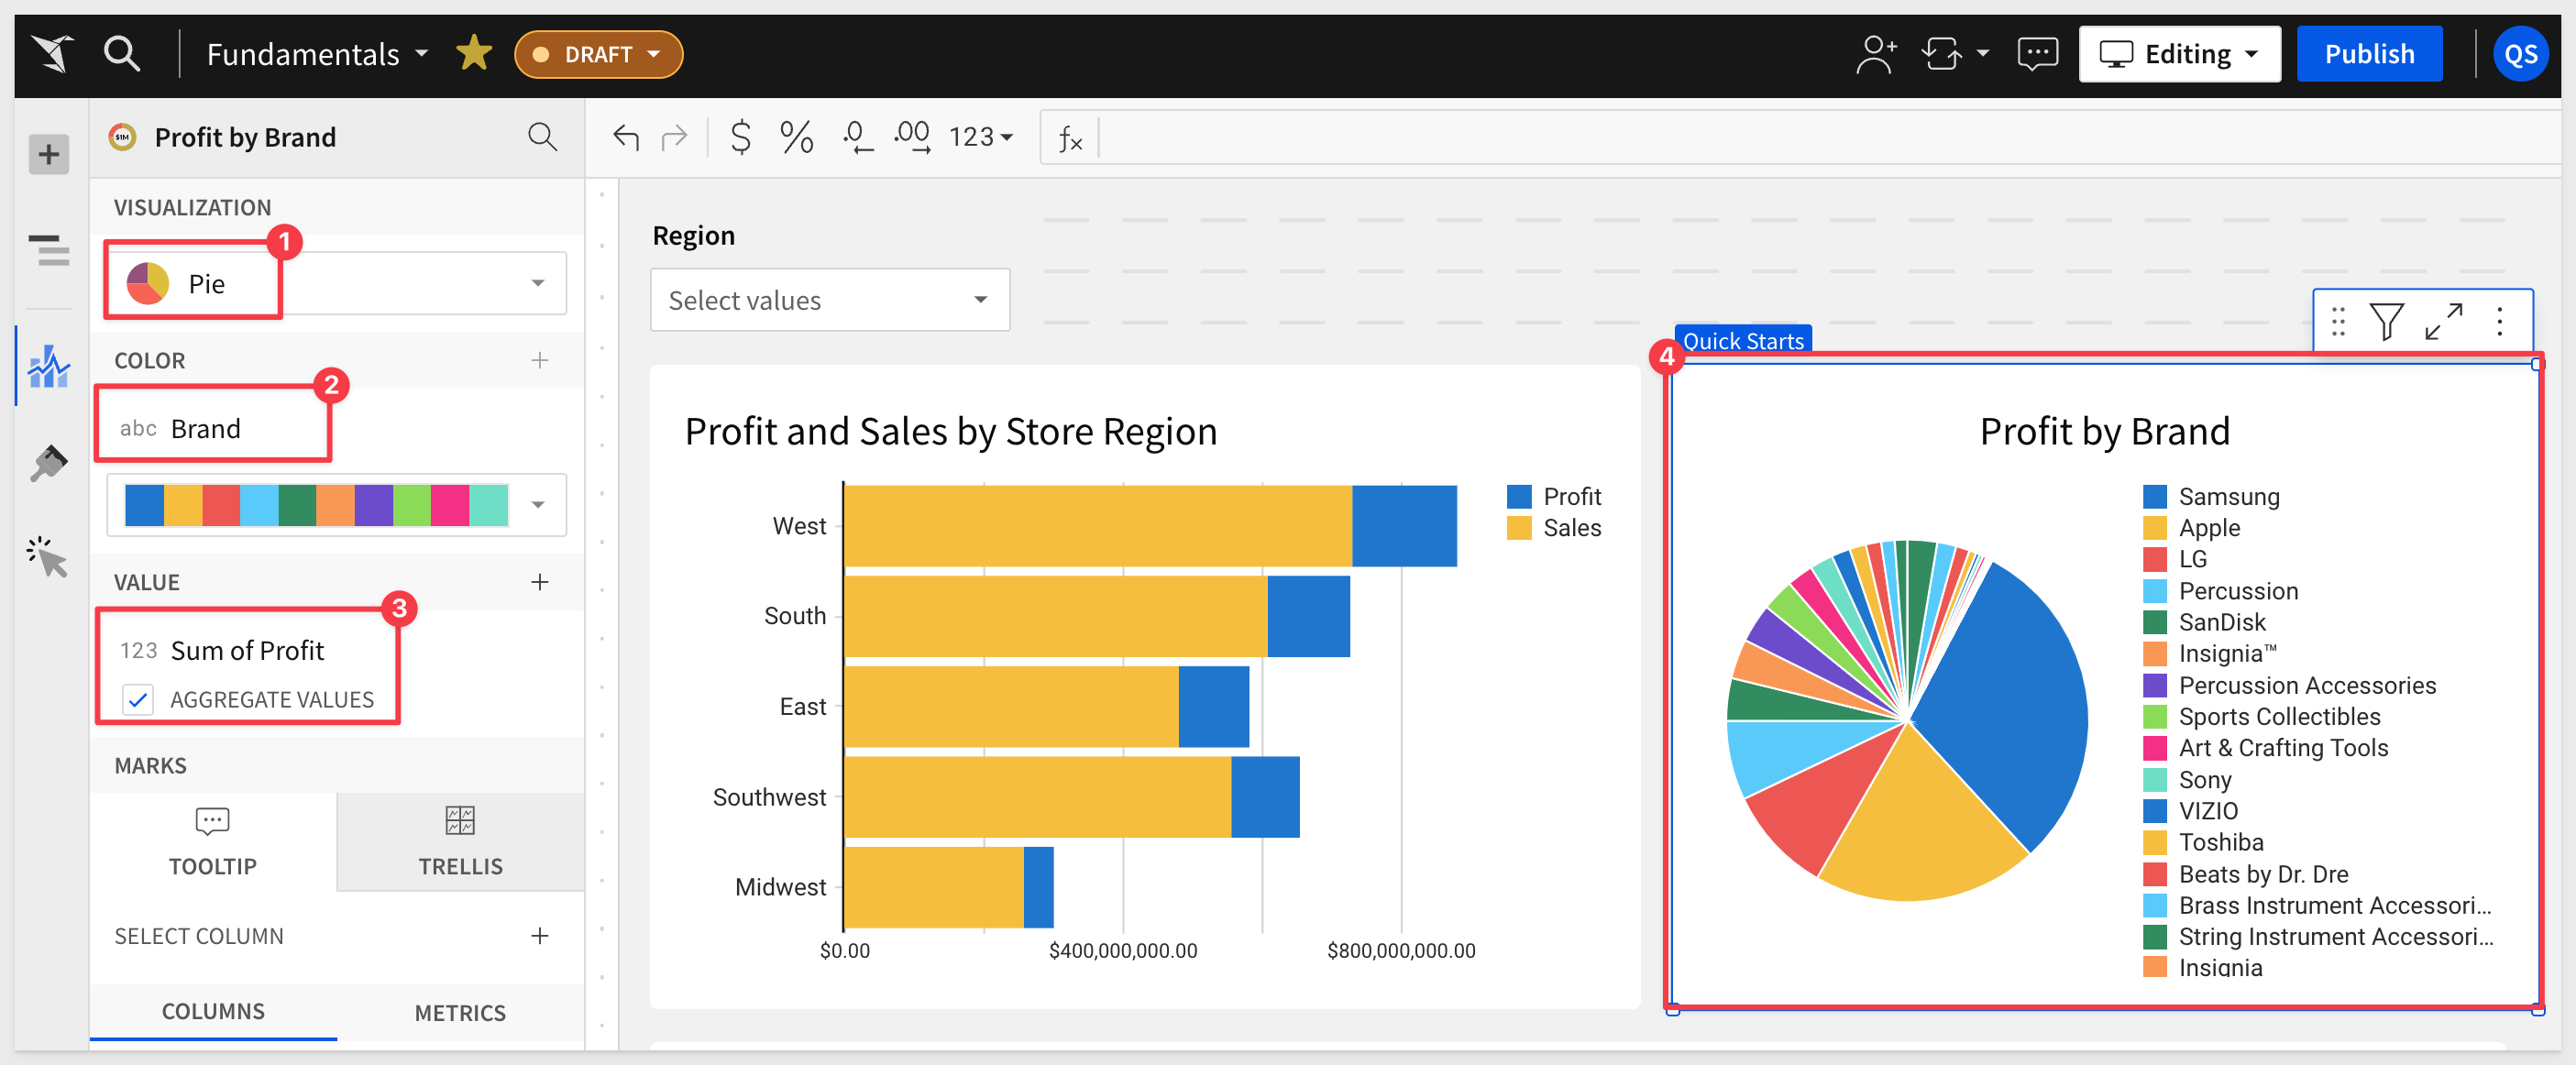 Fundamentals
DRAFT
Editing
Publish
QS
$1M
Profit by Brand
$ % .0 .00 123
fx
VISUALIZATION
1
Pie
COLOR
2
abc Brand
VALUE
3
123 Sum of Profit
AGGREGATE VALUES
MARKS
TOOLTIP
TRELLIS
SELECT COLUMN
COLUMNS
METRICS
Region
Select values
Profit and Sales by Store Region
West
South
East
Southwest
Midwest
$0.00
$400,000,000.00
$800,000,000.00
Profit
Sales
Quick Starts
4
Profit by Brand
Samsung
Apple
LG
Percussion
SanDisk
Insignia™
Percussion Accessories
Sports Collectibles
Art & Crafting Tools
Sony
VIZIO
Toshiba
Beats by Dr. Dre
Brass Instrument Accessori...
String Instrument Accessori...
Insignia